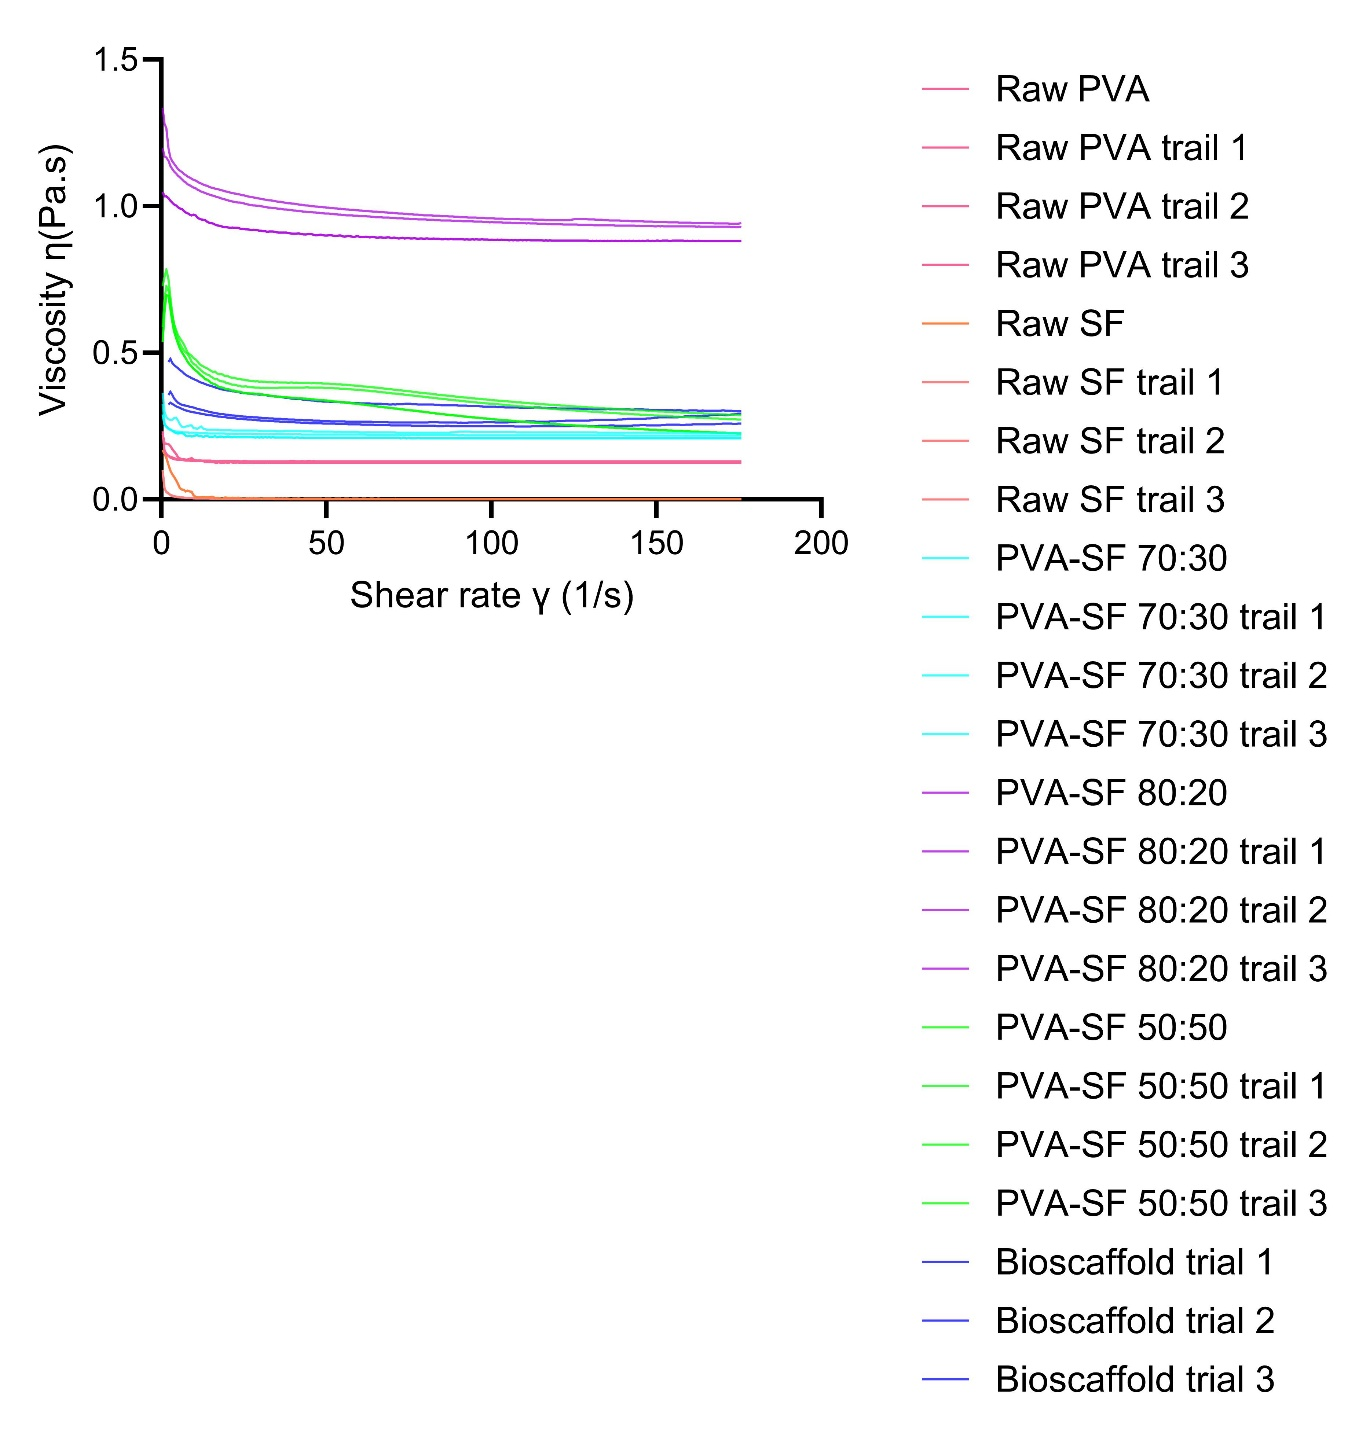 1.5
1.0
0.5
0.0
Viscosity η(Pa.s)
0 50 100 150 200
Shear rate γ (1/s)
Raw PVA
Raw PVA trail 1
Raw PVA trail 2
Raw PVA trail 3
Raw SF
Raw SF trail 1
Raw SF trail 2
Raw SF trail 3
PVA-SF 70:30
PVA-SF 70:30 trail 1
PVA-SF 70:30 trail 2
PVA-SF 70:30 trail 3
PVA-SF 80:20
PVA-SF 80:20 trail 1
PVA-SF 80:20 trail 2
PVA-SF 80:20 trail 3
PVA-SF 50:50
PVA-SF 50:50 trail 1
PVA-SF 50:50 trail 2
PVA-SF 50:50 trail 3
Bioscaffold trial 1
Bioscaffold trial 2
Bioscaffold trial 3